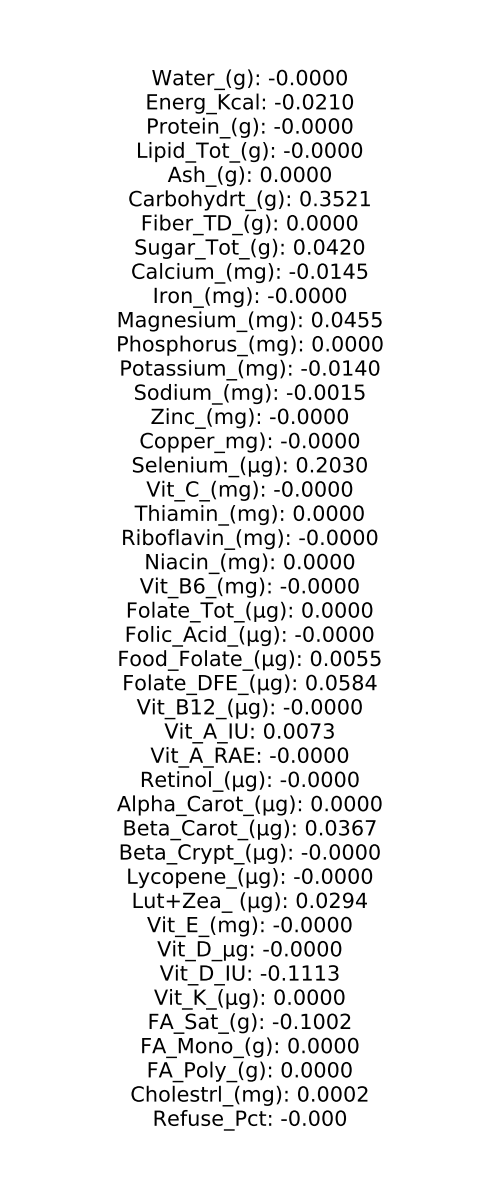 Water_(g): -0.0000
Energ_Kcal: -0.0210
Protein_(g): -0.0000
Lipid_Tot_(g): -0.0000
Ash_(g): 0.0000
Carbohydrt_(g): 0.3521
Fiber_TD_(g): 0.0000
Sugar_Tot_(g): 0.0420
Calcium_(mg): -0.0145
Iron_(mg): -0.0000
Magnesium_(mg): 0.0455
Phosphorus_(mg): 0.0000
Potassium_(mg): -0.0140
Sodium_(mg): -0.0015
Zinc_(mg): -0.0000
Copper_mg): -0.0000
Selenium_(µg): 0.2030
Vit_C_(mg): -0.0000
Thiamin_(mg): 0.0000
Riboflavin_(mg): -0.0000
Niacin_(mg): 0.0000
Vit_B6_(mg): -0.0000
Folate_Tot_(µg): 0.0000
Folic_Acid_(µg): -0.0000
Food_Folate_(µg): 0.0055
Folate_DFE_(µg): 0.0584
Vit_B12_(µg): -0.0000
Vit_A_IU: 0.0073
Vit_A_RAE: -0.0000
Retinol_(µg): -0.0000
Alpha_Carot_(µg): 0.0000
Beta_Carot_(µg): 0.0367
Beta_Crypt_(µg): -0.0000
Lycopene_(µg): -0.0000
Lut+Zea_ (µg): 0.0294
Vit_E_(mg): -0.0000
Vit_D_µg: -0.0000
Vit_D_IU: -0.1113
Vit_K_(µg): 0.0000
FA_Sat_(g): -0.1002
FA_Mono_(g): 0.0000
FA_Poly_(g): 0.0000
Cholestrl_(mg): 0.0002
Refuse_Pct: -0.000